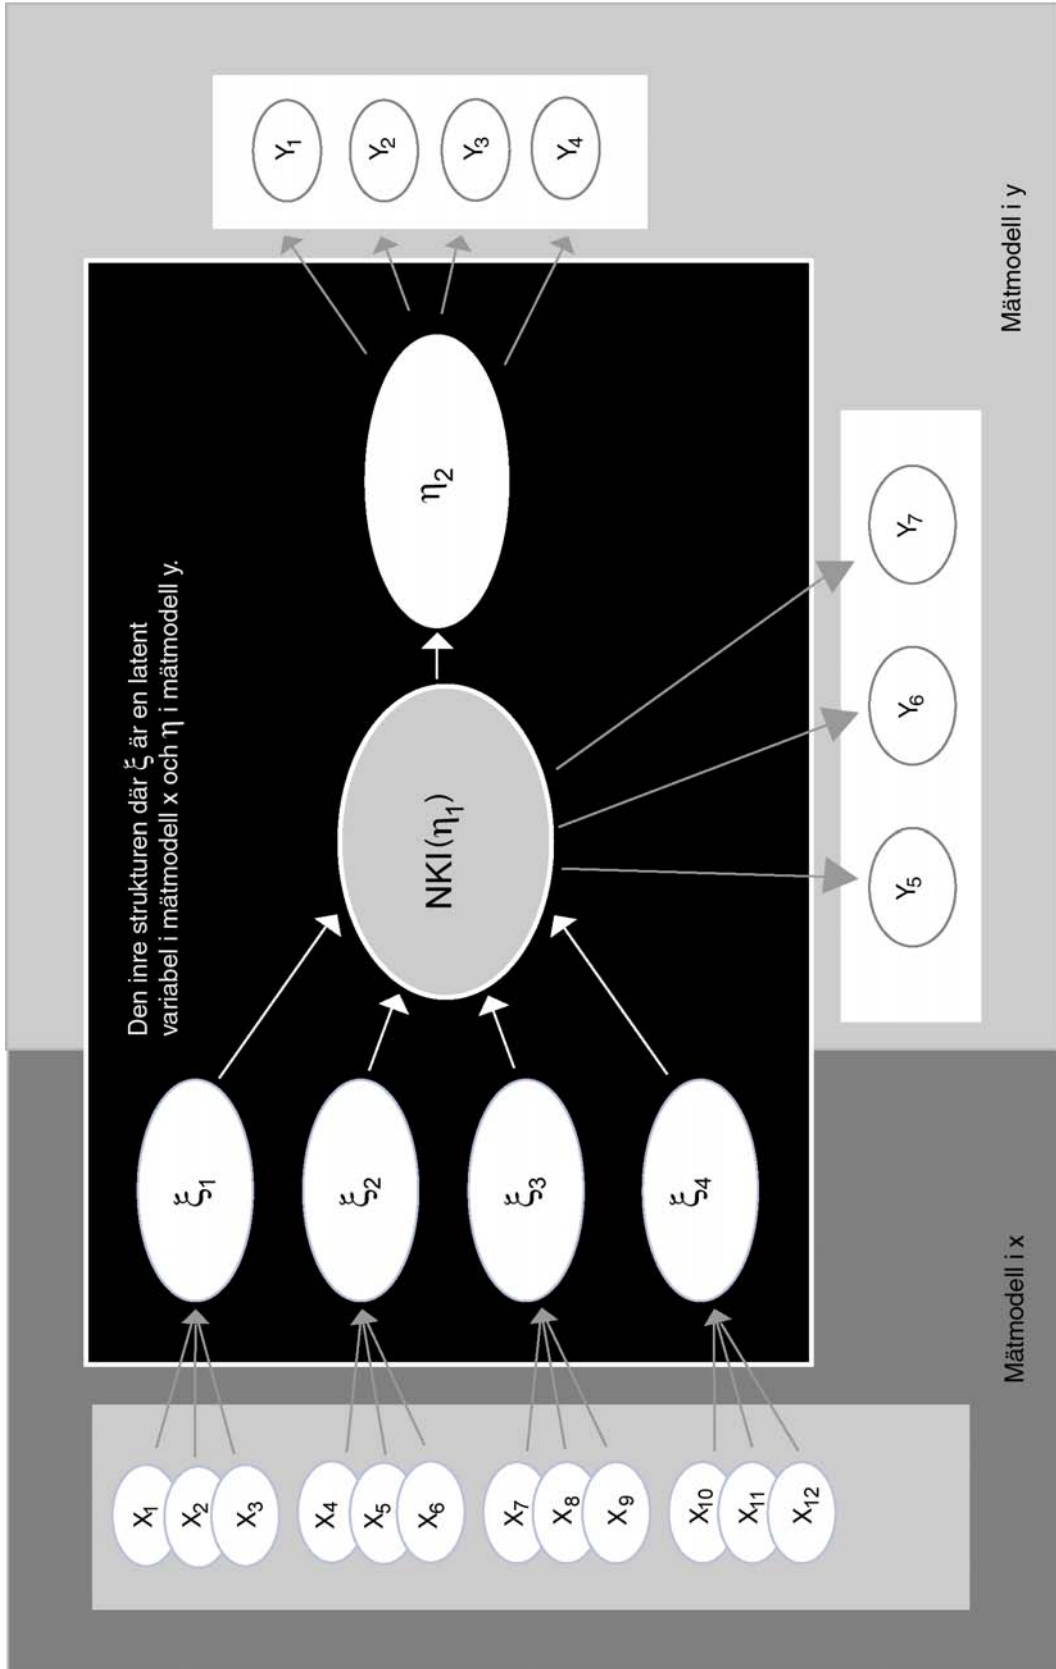 Den inre strukturen där ξ är en latent
variabel i mätmodell x och η i mätmodell y.
X₁
X₂
X₃
X₄
X₅
X₆
X₇
X₈
X₉
X₁₀
X₁₁
X₁₂
ξ₁
ξ₂
ξ₃
ξ₄
NKI(η₁)
η₂
Y₁
Y₂
Y₃
Y₄
Y₅
Y₆
Y₇
Mätmodell i x
Mätmodell i y